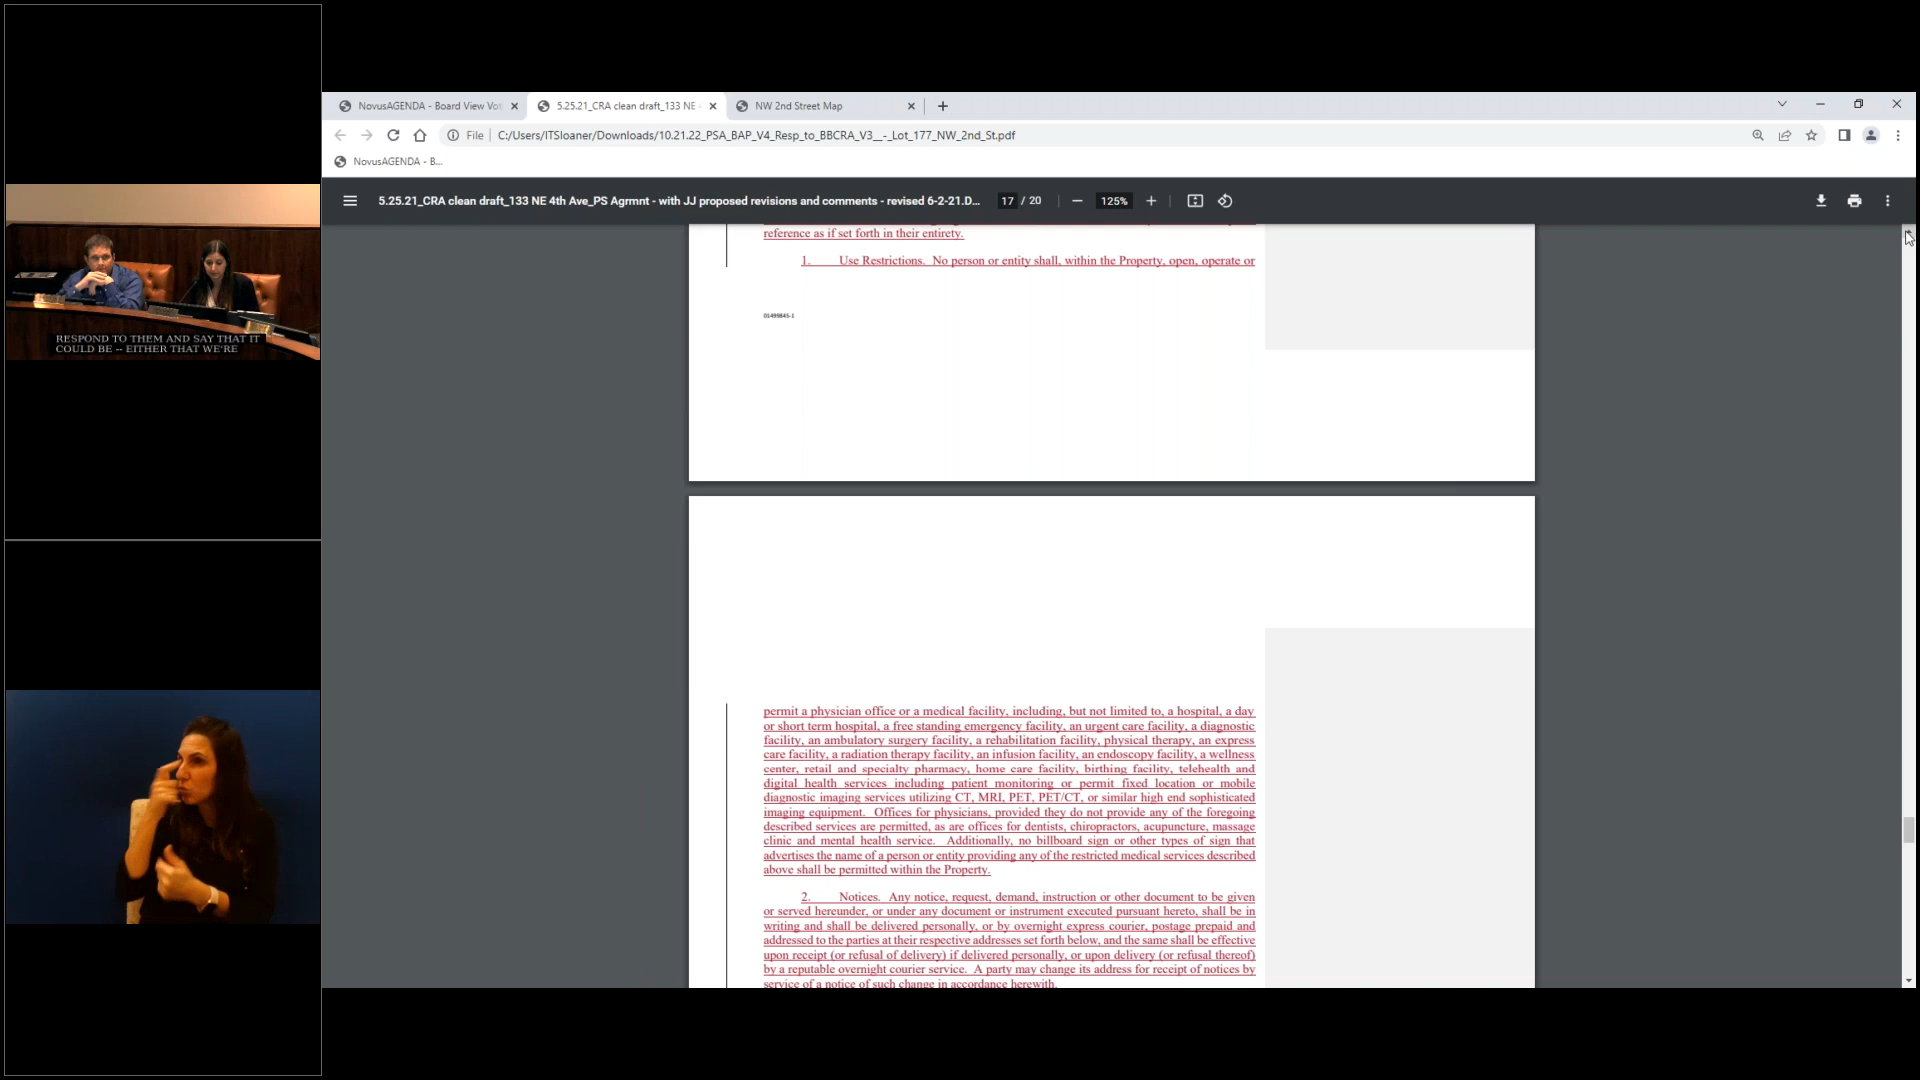 NovusAGENDA - Board View Vot
5.25.21_CRA clean draft_133 NE
NW 2nd Street Map
File
C:/Users/ITSloaner/Downloads/10.21.22_PSA_BAP_V4_Resp_to_BBCRA_V3__-_Lot_177_NW_2nd_St.pdf
NovusAGENDA - B...
5.25.21_CRA clean draft_133 NE 4th Ave_PS Agrmnt - with JJ proposed revisions and comments - revised 6-2-21.D...
17 / 20
125%
reference as if set forth in their entirety.
1. Use Restrictions. No person or entity shall, within the Property, open, operate or
01499845-1
permit a physician office or a medical facility, including, but not limited to, a hospital, a day
or short term hospital, a free standing emergency facility, an urgent care facility, a diagnostic
facility, an ambulatory surgery facility, a rehabilitation facility, physical therapy, an express
care facility, a radiation therapy facility, an infusion facility, an endoscopy facility, a wellness
center, retail and specialty pharmacy, home care facility, birthing facility, telehealth and
digital health services including patient monitoring or permit fixed location or mobile
diagnostic imaging services utilizing CT, MRI, PET, PET/CT, or similar high end sophisticated
imaging equipment. Offices for physicians, provided they do not provide any of the foregoing
described services are permitted, as are offices for dentists, chiropractors, acupuncture, massage
clinic and mental health service. Additionally, no billboard sign or other types of sign that
advertises the name of a person or entity providing any of the restricted medical services described
above shall be permitted within the Property.
2. Notices. Any notice, request, demand, instruction or other document to be given
or served hereunder, or under any document or instrument executed pursuant hereto, shall be in
writing and shall be delivered personally, or by overnight express courier, postage prepaid and
addressed to the parties at their respective addresses set forth below, and the same shall be effective
upon receipt (or refusal of delivery) if delivered personally, or upon delivery (or refusal thereof)
by a reputable overnight courier service. A party may change its address for receipt of notices by
service of a notice of such change in accordance herewith.
RESPOND TO THEM AND SAY THAT IT
COULD BE -- EITHER THAT WE'RE